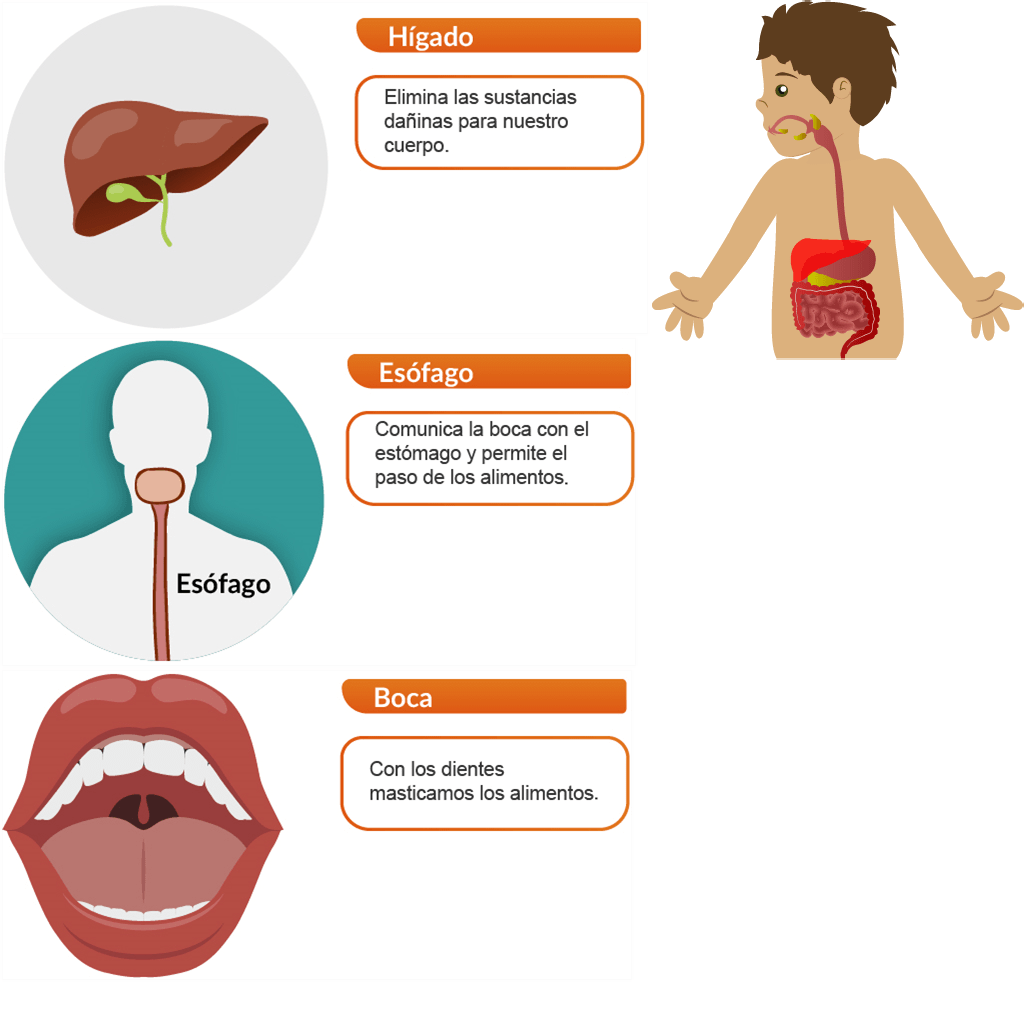 Hígado
Elimina las sustancias
dañinas para nuestro
cuerpo.
Esófago
Comunica la boca con el
estómago y permite el
paso de los alimentos.
Esófago
Boca
Con los dientes
masticamos los alimentos.